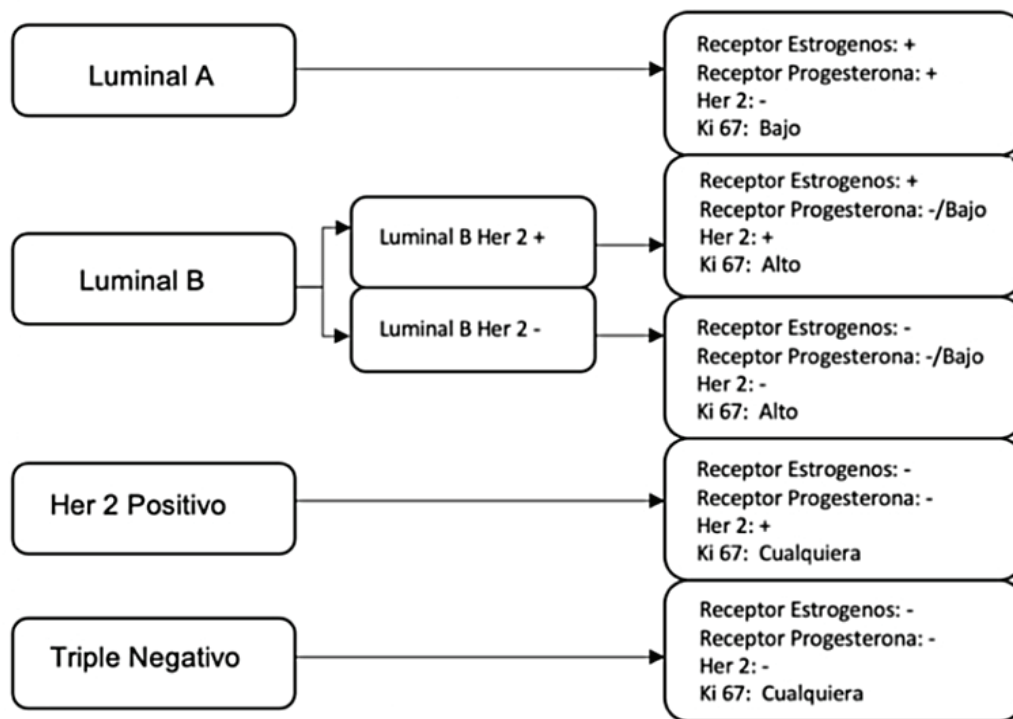 Luminal A
Receptor Estrogenos: +
Receptor Progesterona: +
Her 2: -
Ki 67: Bajo
Luminal B
Luminal B Her 2 +
Receptor Estrogenos: +
Receptor Progesterona: -/Bajo
Her 2: +
Ki 67: Alto
Luminal B Her 2 -
Receptor Estrogenos: -
Receptor Progesterona: -/Bajo
Her 2: -
Ki 67: Alto
Her 2 Positivo
Receptor Estrogenos: -
Receptor Progesterona: -
Her 2: +
Ki 67: Cualquiera
Triple Negativo
Receptor Estrogenos: -
Receptor Progesterona: -
Her 2: -
Ki 67: Cualquiera